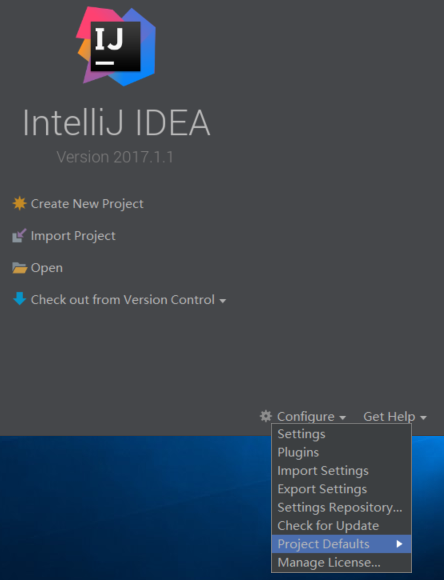 IJ
IntelliJ IDEA
Version 2017.1.1
Create New Project
Import Project
Open
Check out from Version Control
Configure Get Help
Settings
Plugins
Import Settings
Export Settings
Settings Repository...
Check for Update
Project Defaults
Manage License...